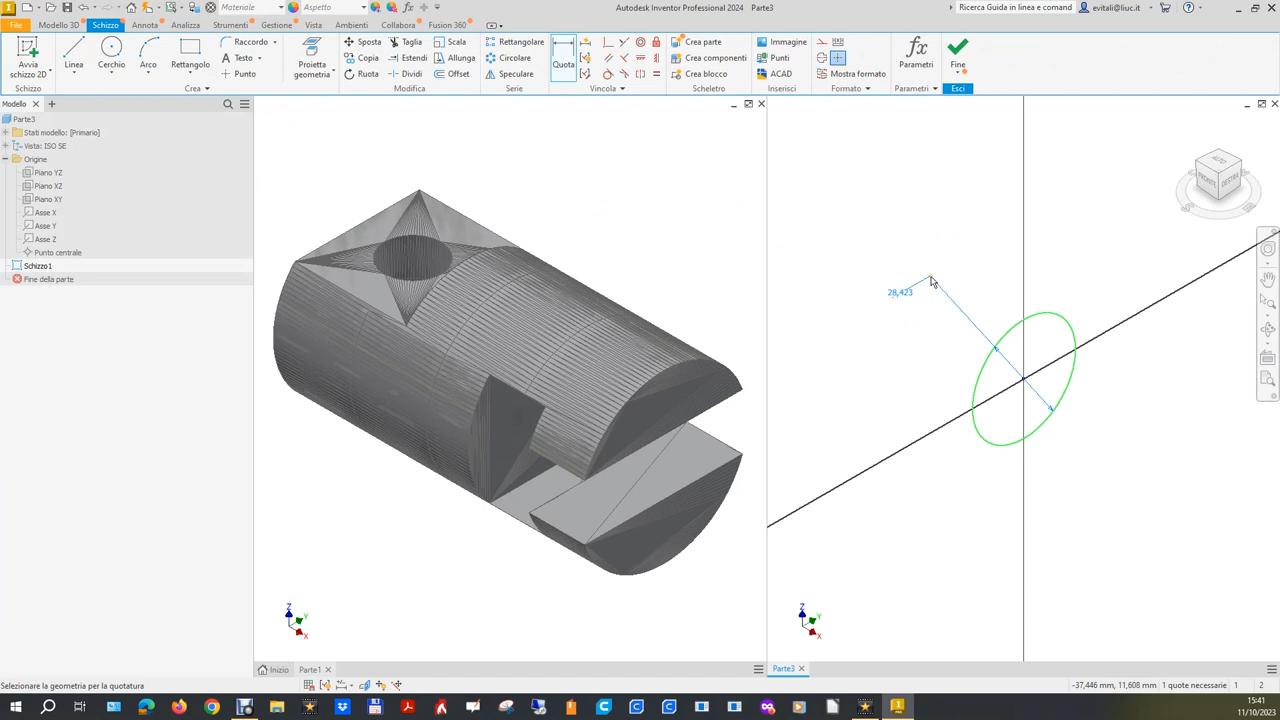 Autodesk Inventor Professional 2024 Parte3
Materiale Aspetto
Ricerca Guida in linea e comand evitali@liuc.it
File Modello 3D Schizzo Annota Analizza Strumenti Gestione Vista Ambienti Collabora Fusion 360
Avvia schizzo 2D
Schizzo
Linea Cerchio Arco Rettangolo
Raccordo
Testo
Punto
Crea
Proietta geometria
Sposta Taglia Scala
Copia Estendi Allunga
Ruota Dividi Offset
Modifica
Rettangolare
Circolare
Speculare
Serie
Quota
Vincola
Crea parte
Crea componenti
Crea blocco
Scheletro
Immagine
Punti
ACAD
Inserisci
Mostra formato
Formato
fx
Parametri
Parametri
Fine
Esci
Modello
Parte3
Stati modello: [Primario]
Vista: ISO SE
Origine
Piano YZ
Piano XZ
Piano XY
Asse X
Asse Y
Asse Z
Punto centrale
Schizzo1
Fine della parte
Z
Y
X
28,423
ALTO
FRONTE DESTRA
Z
Y
X
Inizio Parte1
Parte3
Selezionare la geometria per la quotatura
-37,446 mm, 11,608 mm 1 quote necessarie 1 2
15:41
11/10/2023